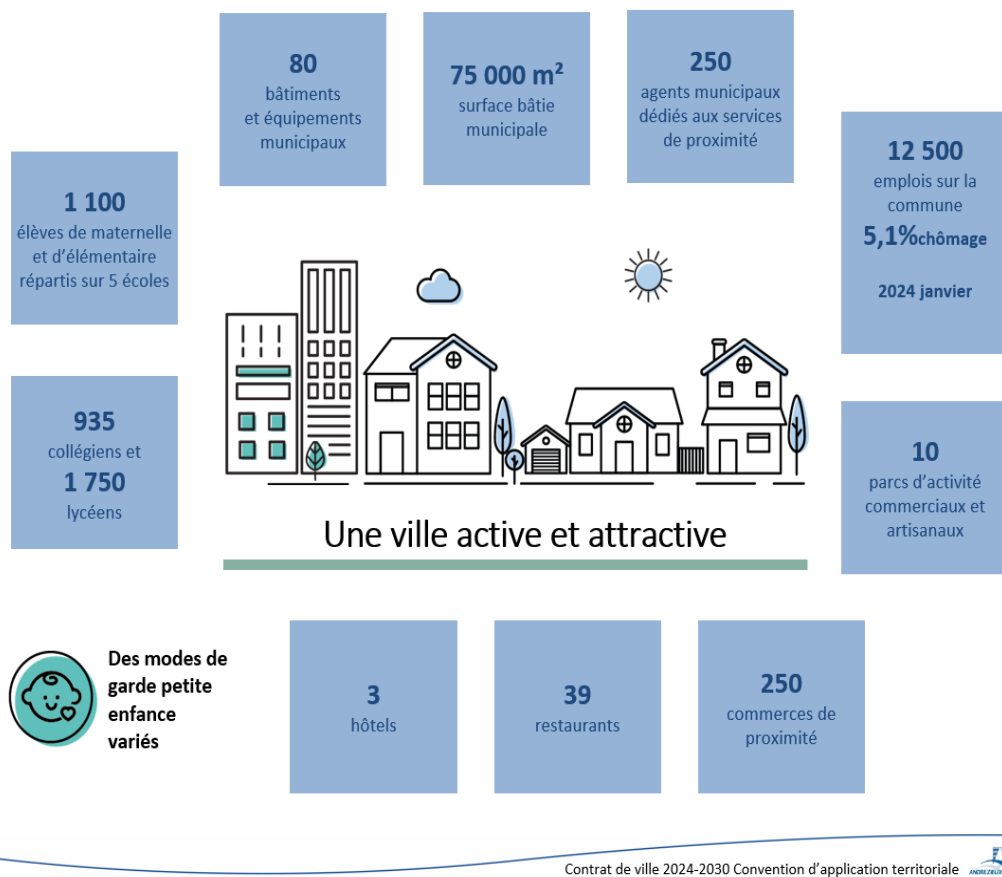 80
bâtiments
et équipements
municipaux
75 000 m²
surface bâtie
municipale
250
agents municipaux
dédiés aux services
de proximité
12 500
emplois sur la
commune
5,1%chômage
2024 janvier
1 100
élèves de maternelle
et d'élémentaire
répartis sur 5 écoles
935
collégiens et
1 750
lycéens
10
parcs d'activité
commerciaux et
artisanaux
Une ville active et attractive
Des modes de
garde petite
enfance
variés
3
hôtels
39
restaurants
250
commerces de
proximité
Contrat de ville 2024-2030 Convention d'application territoriale